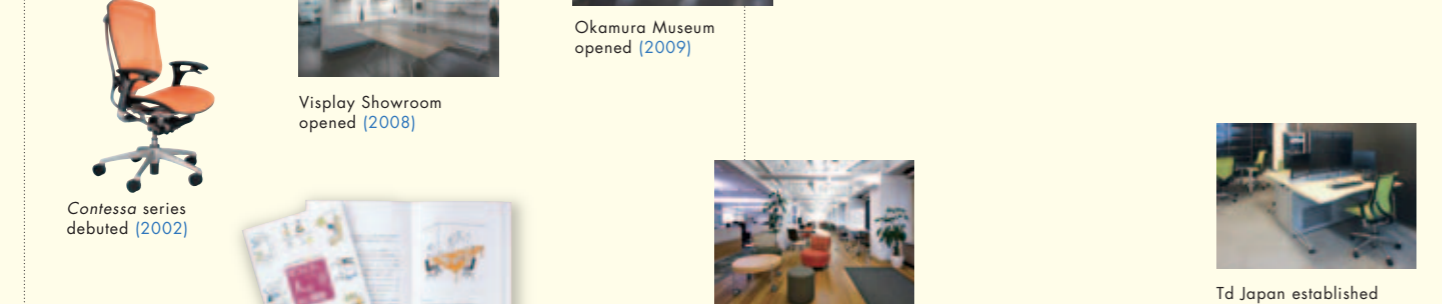 Okamura Museum
opened (2009)
Visplay Showroom
opened (2008)
Contessa series
debuted (2002)
Td Japan established